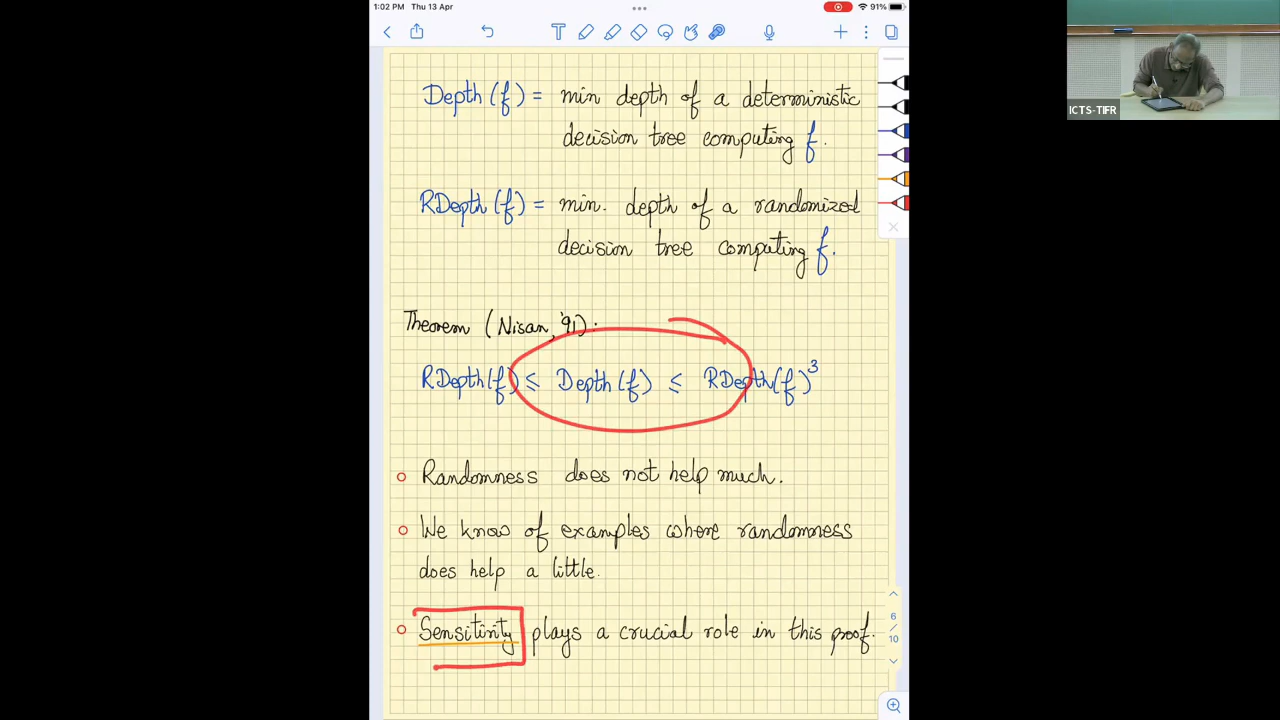 1:02 PM Thu 13 Apr
91%
ICTS-TIFR
Depth (f) = min depth of a deterministic
decision tree computing f.
RDepth (f) = min. depth of a randomized
decision tree computing f.
Theorem (Nisan, '91):
RDepth(f) ≤ Depth(f) ≤ RDepth(f)³
Randomness does not help much.
We know of examples where randomness
does help a little.
Sensitivity plays a crucial role in this proof.
6
/
10